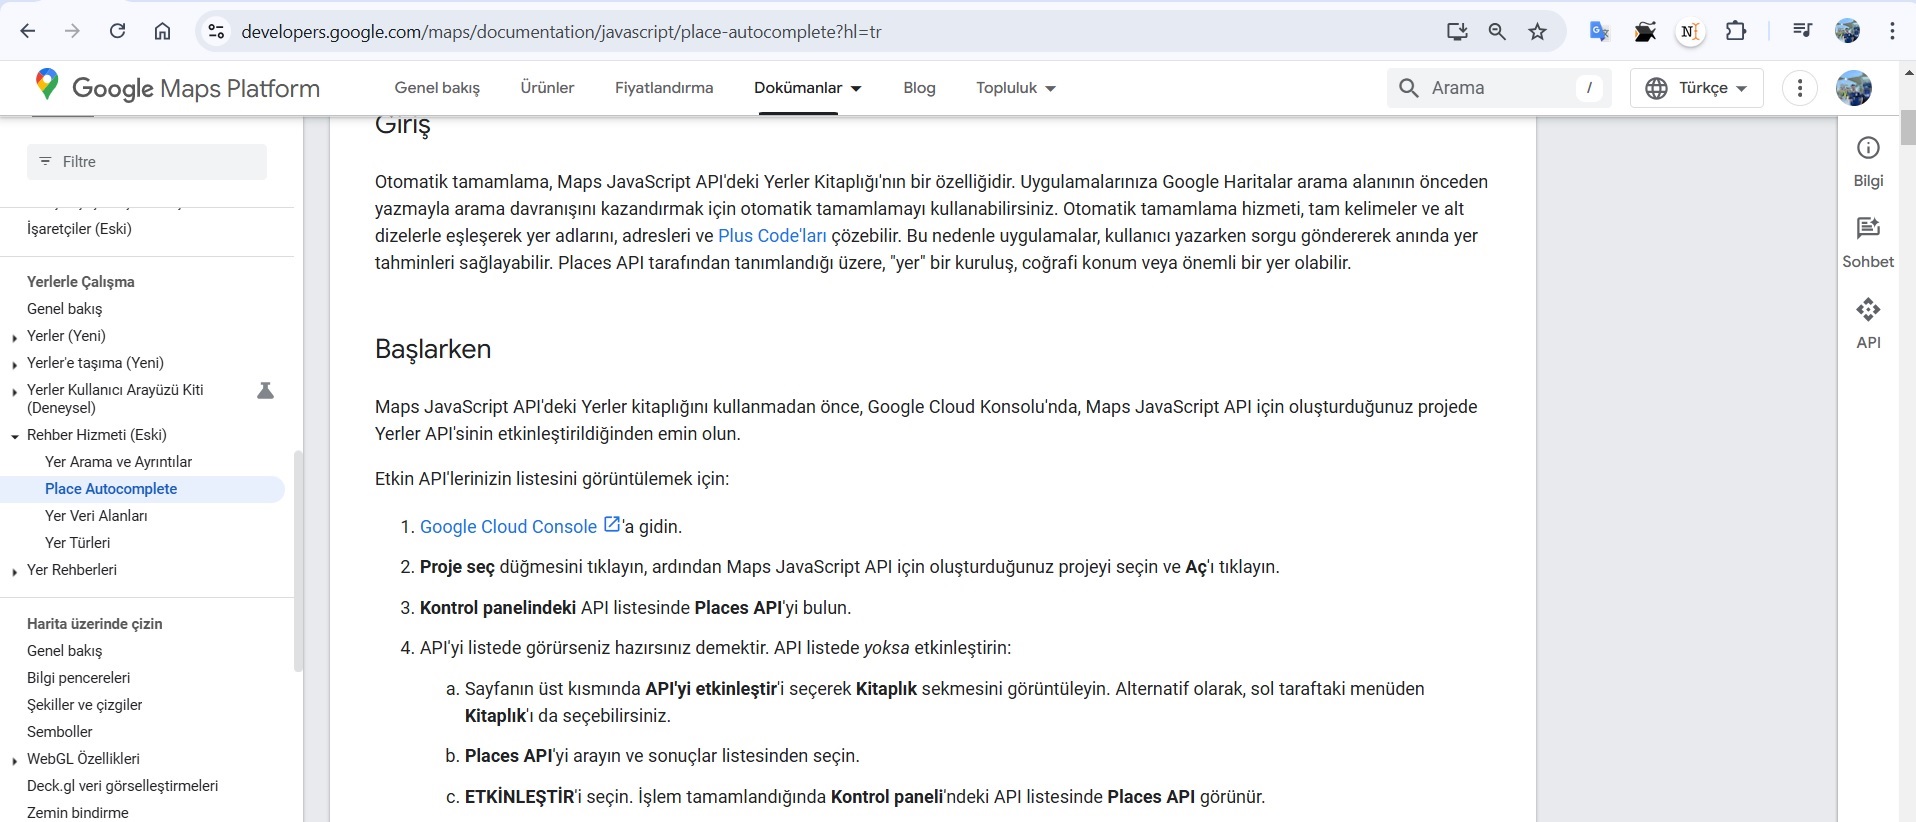 developers.google.com/maps/documentation/javascript/place-autocomplete?hl=tr
Google Maps Platform
Genel bakış
Ürünler
Fiyatlandırma
Dokümanlar
Blog
Topluluk
Arama
/
Türkçe
Filtre
İşaretçiler (Eski)
Yerlerle Çalışma
Genel bakış
Yerler (Yeni)
Yerler'e taşıma (Yeni)
Yerler Kullanıcı Arayüzü Kiti
(Deneysel)
Rehber Hizmeti (Eski)
Yer Arama ve Ayrıntılar
Place Autocomplete
Yer Veri Alanları
Yer Türleri
Yer Rehberleri
Harita üzerinde çizin
Genel bakış
Bilgi pencereleri
Şekiller ve çizgiler
Semboller
WebGL Özellikleri
Deck.gl veri görselleştirmeleri
Zemin bindirme
Giriş
Otomatik tamamlama, Maps JavaScript API'deki Yerler Kitaplığı'nın bir özelliğidir. Uygulamalarınıza Google Haritalar arama alanının önceden
yazmayla arama davranışını kazandırmak için otomatik tamamlamayı kullanabilirsiniz. Otomatik tamamlama hizmeti, tam kelimeler ve alt
dizelerle eşleşerek yer adlarını, adresleri ve Plus Code'ları çözebilir. Bu nedenle uygulamalar, kullanıcı yazarken sorgu göndererek anında yer
tahminleri sağlayabilir. Places API tarafından tanımlandığı üzere, "yer" bir kuruluş, coğrafi konum veya önemli bir yer olabilir.
Başlarken
Maps JavaScript API'deki Yerler kitaplığını kullanmadan önce, Google Cloud Konsolu'nda, Maps JavaScript API için oluşturduğunuz projede
Yerler API'sinin etkinleştirildiğinden emin olun.
Etkin API'lerinizin listesini görüntülemek için:
1. Google Cloud Console 'a gidin.
2. Proje seç düğmesini tıklayın, ardından Maps JavaScript API için oluşturduğunuz projeyi seçin ve Aç'ı tıklayın.
3. Kontrol panelindeki API listesinde Places API'yi bulun.
4. API'yi listede görürseniz hazırsınız demektir. API listede yoksa etkinleştirin:
a. Sayfanın üst kısmında API'yi etkinleştir'i seçerek Kitaplık sekmesini görüntüleyin. Alternatif olarak, sol taraftaki menüden
Kitaplık'ı da seçebilirsiniz.
b. Places API'yi arayın ve sonuçlar listesinden seçin.
c. ETKİNLEŞTİR'i seçin. İşlem tamamlandığında Kontrol paneli'ndeki API listesinde Places API görünür.
Bilgi
Sohbet
API